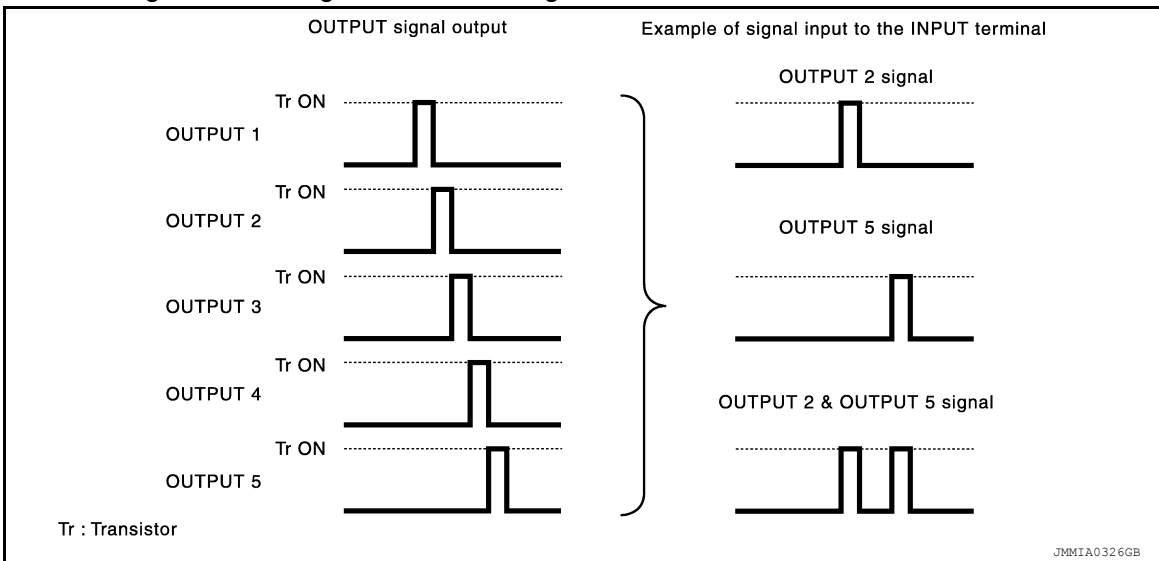 OUTPUT signal output
Example of signal input to the INPUT terminal
Tr ON
OUTPUT 1
Tr ON
OUTPUT 2
Tr ON
OUTPUT 3
Tr ON
OUTPUT 4
Tr ON
OUTPUT 5
OUTPUT 2 signal
OUTPUT 5 signal
OUTPUT 2 & OUTPUT 5 signal
Tr : Transistor
JMMIA0326GB